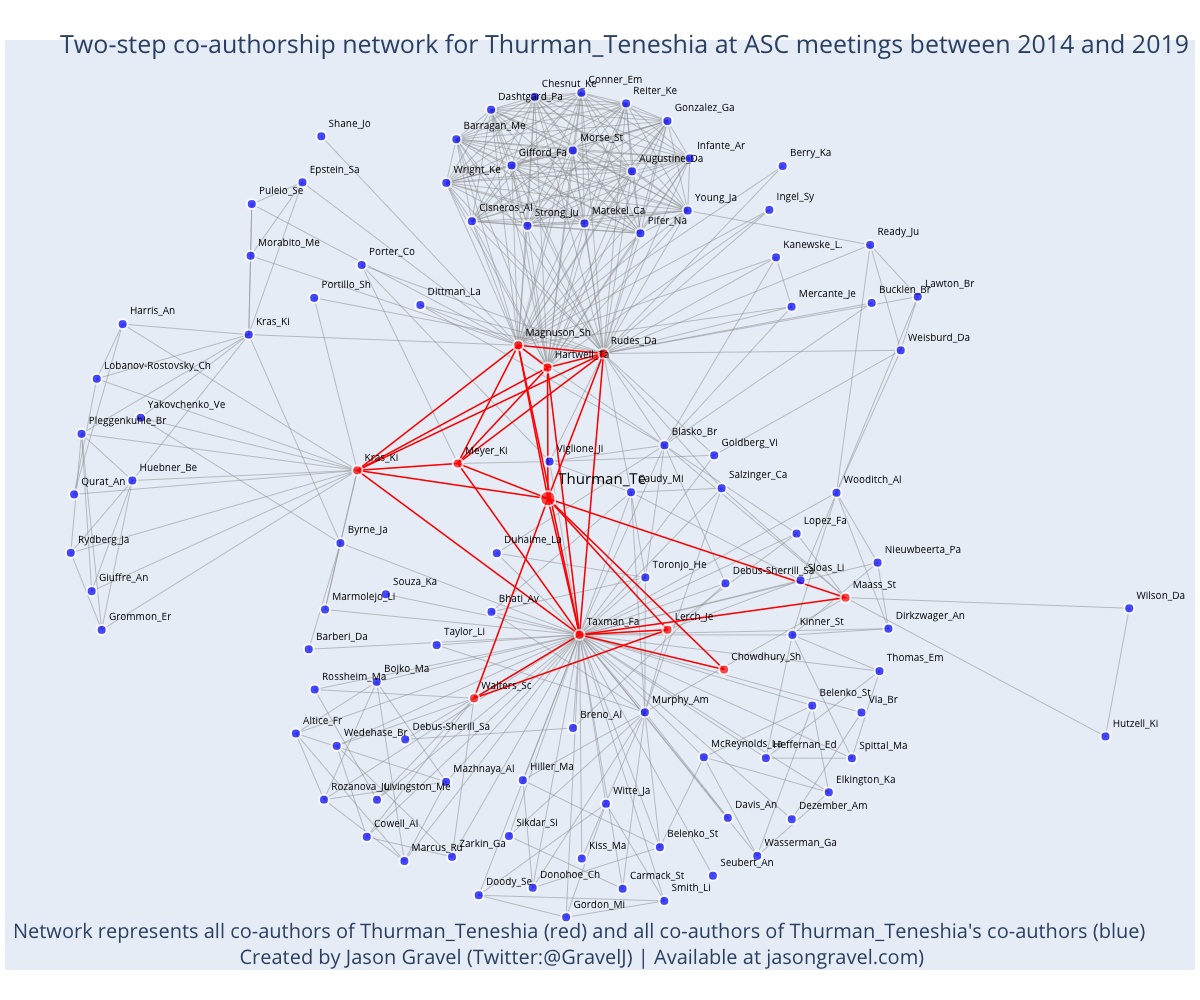 Two-step co-authorship network for Thurman_Teneshia at ASC meetings between 2014 and 2019
Chesnut_Ke
Conner_Em
Dashtgard_Pa
Reiter_Ke
Gonzalez_Ga
Shane_Jo
Barragan_Me
Morse_St
Gifford_Fa
Infante_Ar
Augustine_Da
Berry_Ka
Epstein_Sa
Wright_Ke
Puleio_Se
Cisneros_Al
Strong_Ju
Matekel_Ca
Pifer_Na
Young_Ja
Ingel_Sy
Morabito_Me
Porter_Co
Kanewske_L.
Ready_Ju
Portillo_Sh
Dittman_La
Mercante_Je
Bucklen_Br
Lawton_Br
Harris_An
Kras_Ki
Magnuson_Sh
Rudes_Da
Weisburd_Da
Lobanov-Rostovsky_Ch
Yakovchenko_Ve
Pleggenkuhle_Br
Blasko_Br
Goldberg_Vi
Huebner_Be
Kras_Ki
Meyer_Ki
Viglione_Ji
Qurat_An
Thurman_Te
Salzinger_Ca
Wooditch_Al
Rydberg_Ja
Byrne_Ja
Duhaime_La
Lopez_Fa
Nieuwbeerta_Pa
Giuffre_An
Souza_Ka
Toronjo_He
Debus-Sherrill_Sa
Sloas_Li
Maass_St
Wilson_Da
Grommon_Er
Marmolejo_Li
Bhati_Av
Taxman_Fa
Lerch_Je
Kinner_St
Dirkzwager_An
Barberi_Da
Taylor_Li
Chowdhury_Sh
Thomas_Em
Rossheim_Ma
Bojko_Ma
Walters_Sc
Murphy_Am
Belenko_St
Via_Br
Altice_Fr
Wedehase_Br
Debus-Sherill_Sa
Breno_Al
Hutzell_Ki
McReynolds_La
Heffernan_Ed
Spittal_Ma
Mazhnaya_Al
Hiller_Ma
Rozanova_Ju
Livingston_Me
Witte_Ja
Elkington_Ka
Davis_An
Dezember_Am
Cowell_Al
Sikdar_Si
Marcus_Ru
Zarkin_Ga
Kiss_Ma
Belenko_St
Wasserman_Ga
Doody_Se
Donohoe_Ch
Carmack_St
Seubert_An
Smith_Li
Gordon_Mi
Network represents all co-authors of Thurman_Teneshia (red) and all co-authors of Thurman_Teneshia's co-authors (blue)
Created by Jason Gravel (Twitter:@GravelJ) | Available at jasongravel.com)